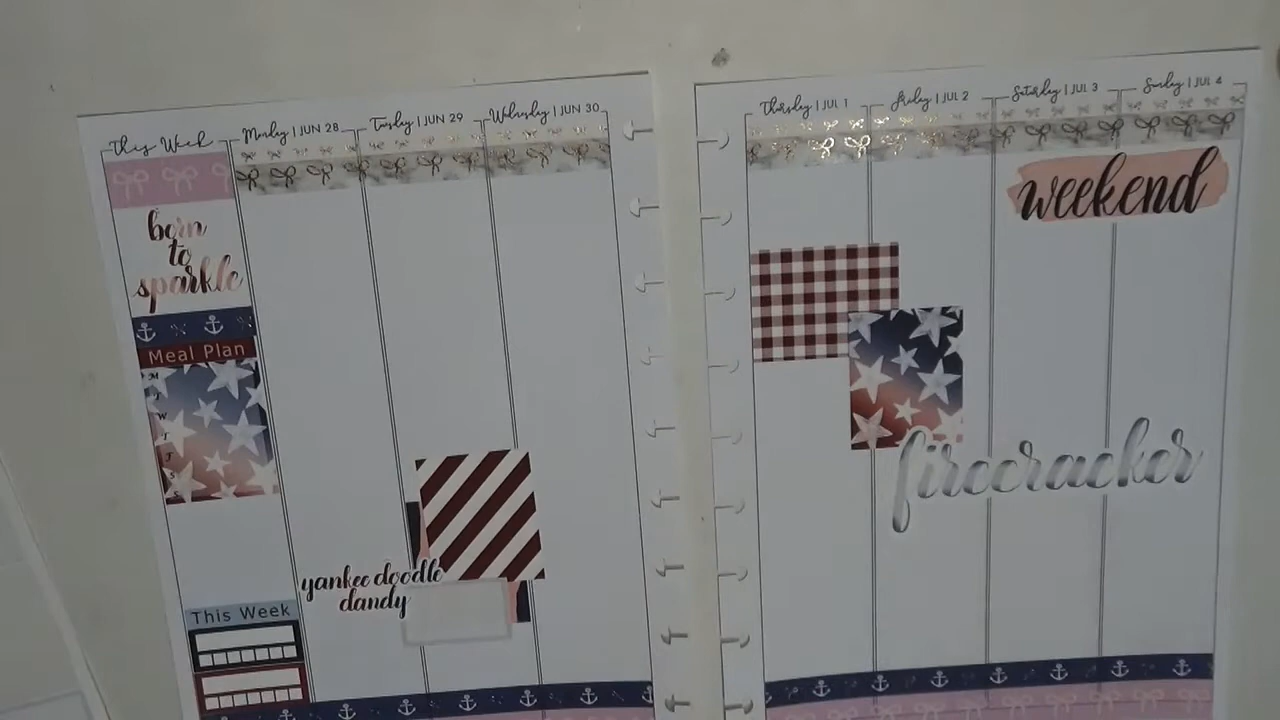 This Week
Monday | JUN 28
Tuesday | JUN 29
Wednesday | JUN 30
born
to
sparkle
Meal Plan
M
T
W
T
F
S
S
yankee doodle
dandy
This Week
Thursday | JUL 1
Friday | JUL 2
Saturday | JUL 3
Sunday | JUL 4
weekend
firecracker